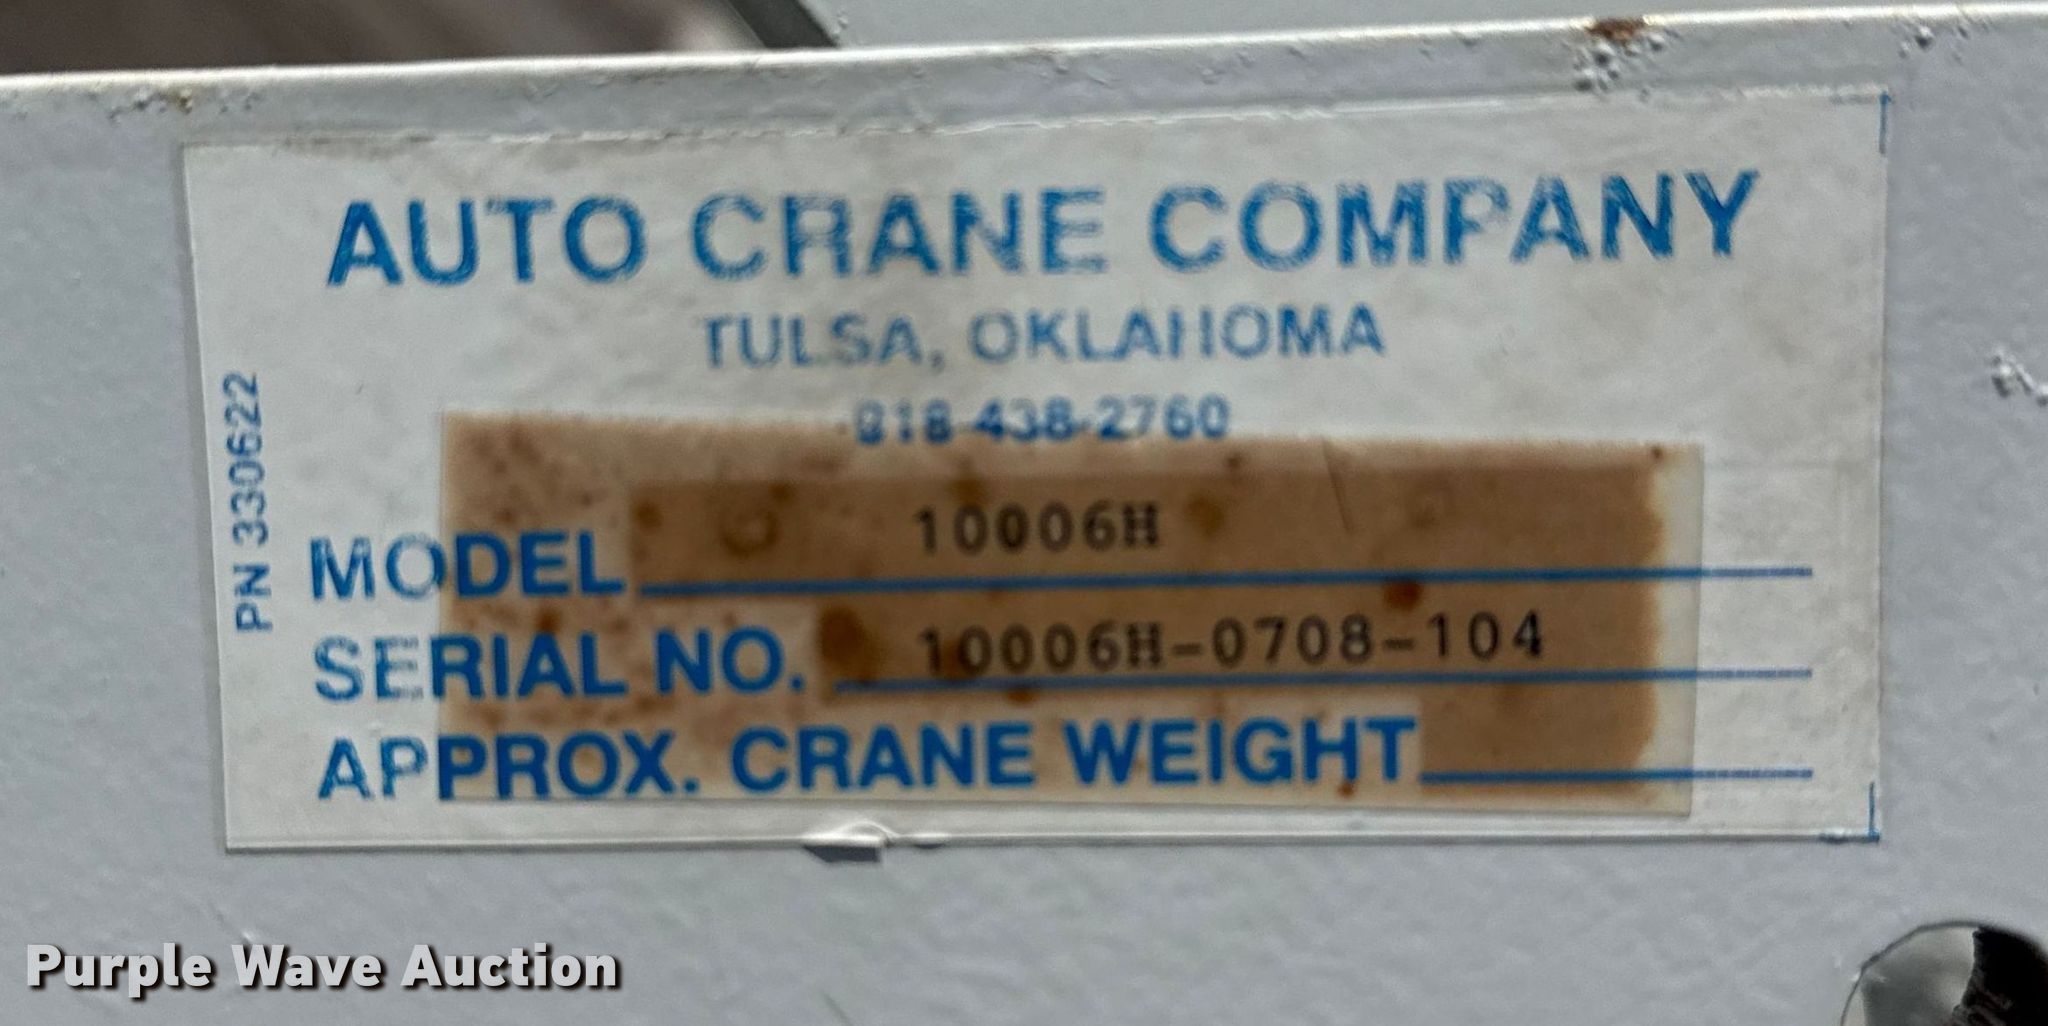 AUTO CRANE COMPANY
TULSA, OKLAHOMA
918-438-2760
PN 330622
MODEL 10006H
SERIAL NO. 10006H-0708-104
APPROX. CRANE WEIGHT
Purple Wave Auction